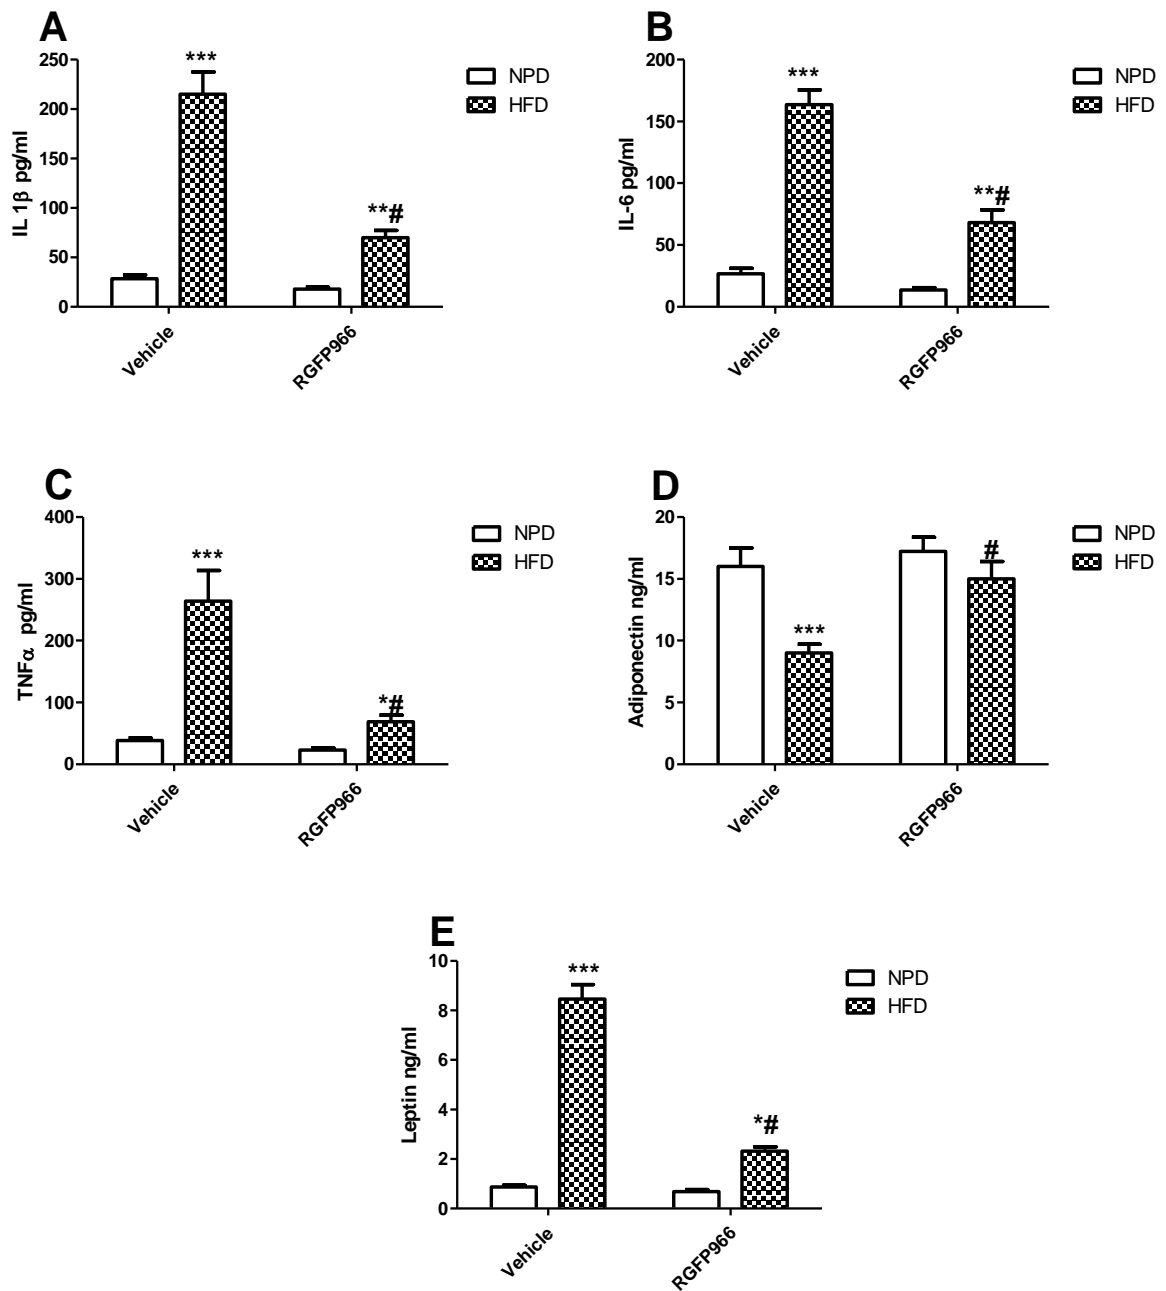 A
IL 1β pg/ml
250
200
150
100
50
0
***
**#
NPD
HFD
Vehicle
RGFP966
B
IL-6 pg/ml
200
150
100
50
0
***
**#
NPD
HFD
Vehicle
RGFP966
C
TNFα pg/ml
400
300
200
100
0
***
*#
NPD
HFD
Vehicle
RGFP966
D
Adiponectin ng/ml
20
15
10
5
0
***
#
NPD
HFD
Vehicle
RGFP966
E
Leptin ng/ml
10
8
6
4
2
0
***
*#
NPD
HFD
Vehicle
RGFP966